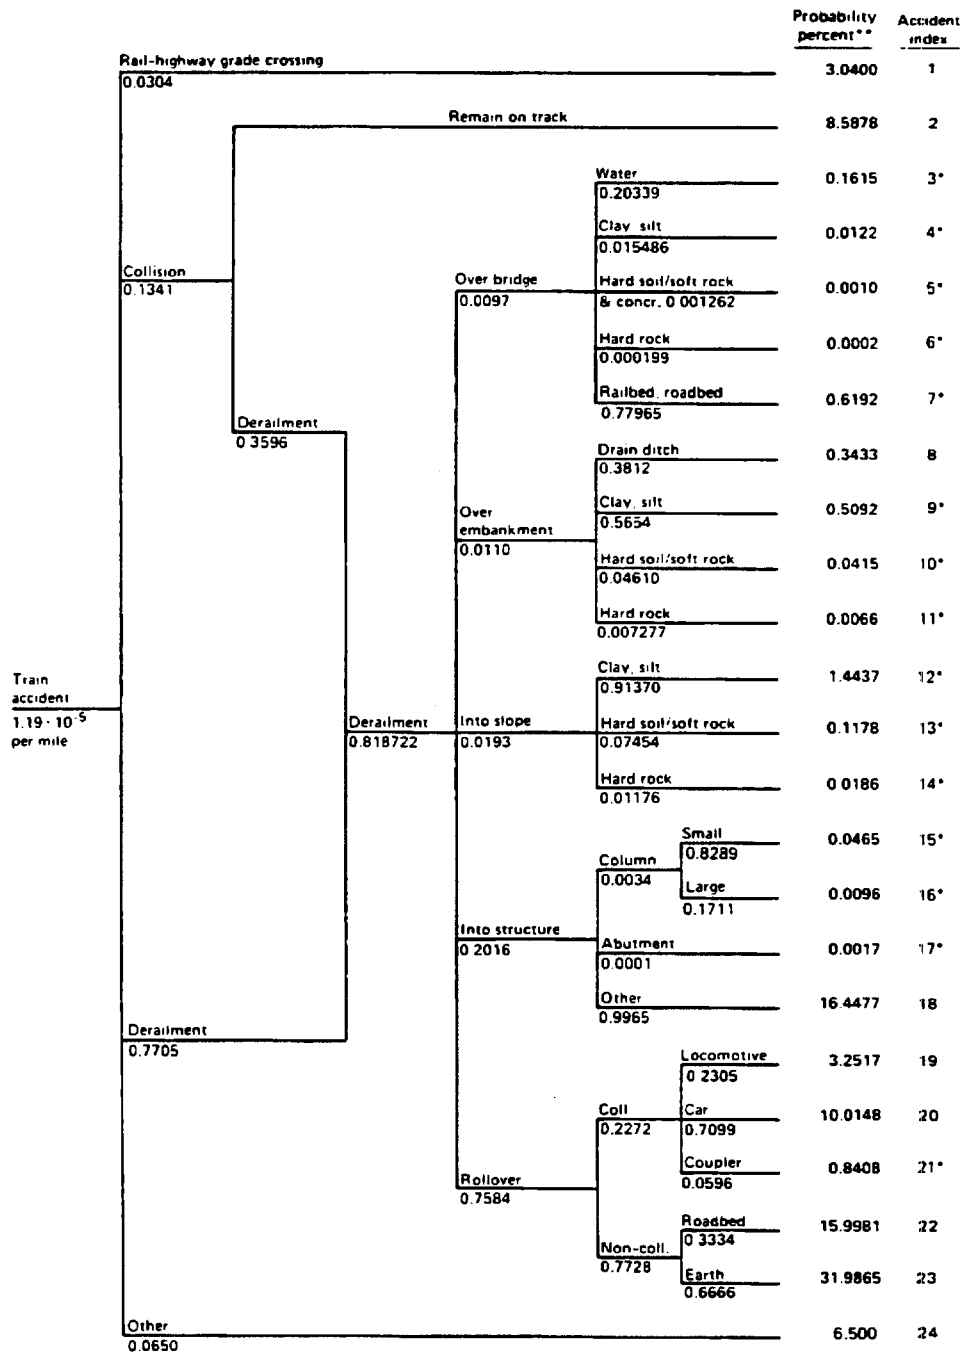 Probability percent** Accident index
Rail-highway grade crossing
0.0304
3.0400 1
Remain on track
8.5878 2
Water
0.20339
0.1615 3*
Clay, silt
0.015486
0.0122 4*
Collision
0.1341
Over bridge
0.0097
Hard soil/soft rock
& concr. 0.001262
0.0010 5*
Hard rock
0.000199
0.0002 6*
Railbed, roadbed
0.77965
0.6192 7*
Derailment
0.3596
Drain ditch
0.3812
0.3433 8
Clay, silt
0.5654
0.5092 9*
Over
embankment
0.0110
Hard soil/soft rock
0.04610
0.0415 10*
Hard rock
0.007277
0.0066 11*
Train
accident
1.19 · 10-5
per mile
Clay, silt
0.91370
1.4437 12*
Derailment
0.818722
Into slope
0.0193
Hard soil/soft rock
0.07454
0.1178 13*
Hard rock
0.01176
0.0186 14*
Small
0.8289
0.0465 15*
Column
0.0034
Large
0.1711
0.0096 16*
Into structure
0.2016
Abutment
0.0001
0.0017 17*
Other
0.9965
16.4477 18
Derailment
0.7705
Locomotive
0.2305
3.2517 19
Coll
0.2272
Car
0.7099
10.0148 20
Coupler
0.0596
0.8408 21*
Rollover
0.7584
Roadbed
0.3334
15.9981 22
Non-coll.
0.7728
Earth
0.6666
31.9865 23
Other
0.0650
6.500 24